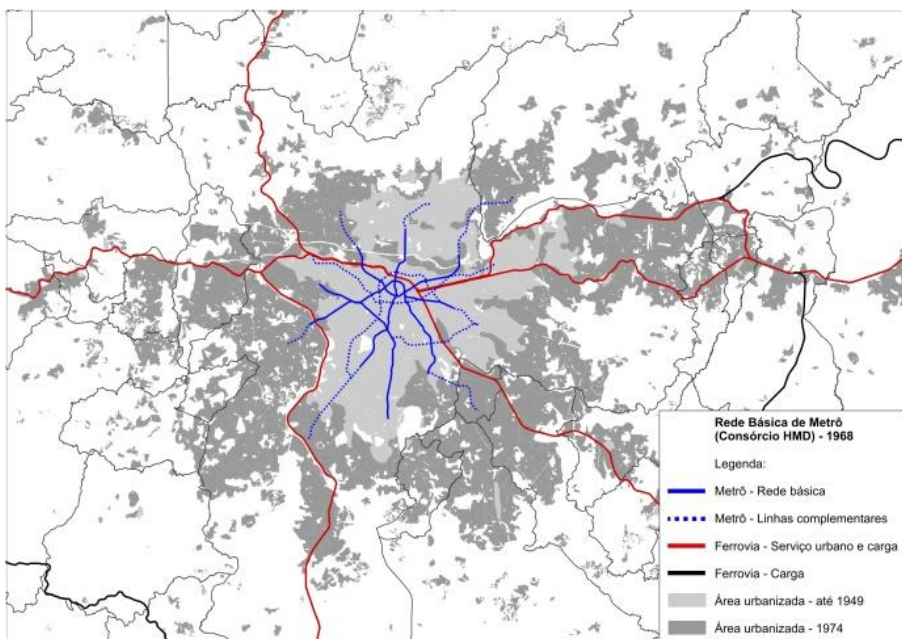 Rede Básica de Metrô
(Consórcio HMD) - 1968
Legenda:
Metrô - Rede básica
Metrô - Linhas complementares
Ferrovia - Serviço urbano e carga
Ferrovia - Carga
Área urbanizada - até 1949
Área urbanizada - 1974